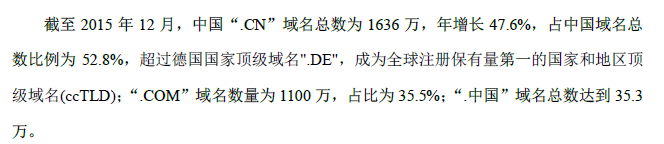 截至 2015 年 12 月，中国“.CN”域名总数为 1636 万，年增长 47.6%，占中国域名总
数比例为 52.8%，超过德国国家顶级域名".DE"，成为全球注册保有量第一的国家和地区顶
级域名(ccTLD)；“.COM”域名数量为 1100 万，占比为 35.5%；“.中国”域名总数达到 35.3
万。